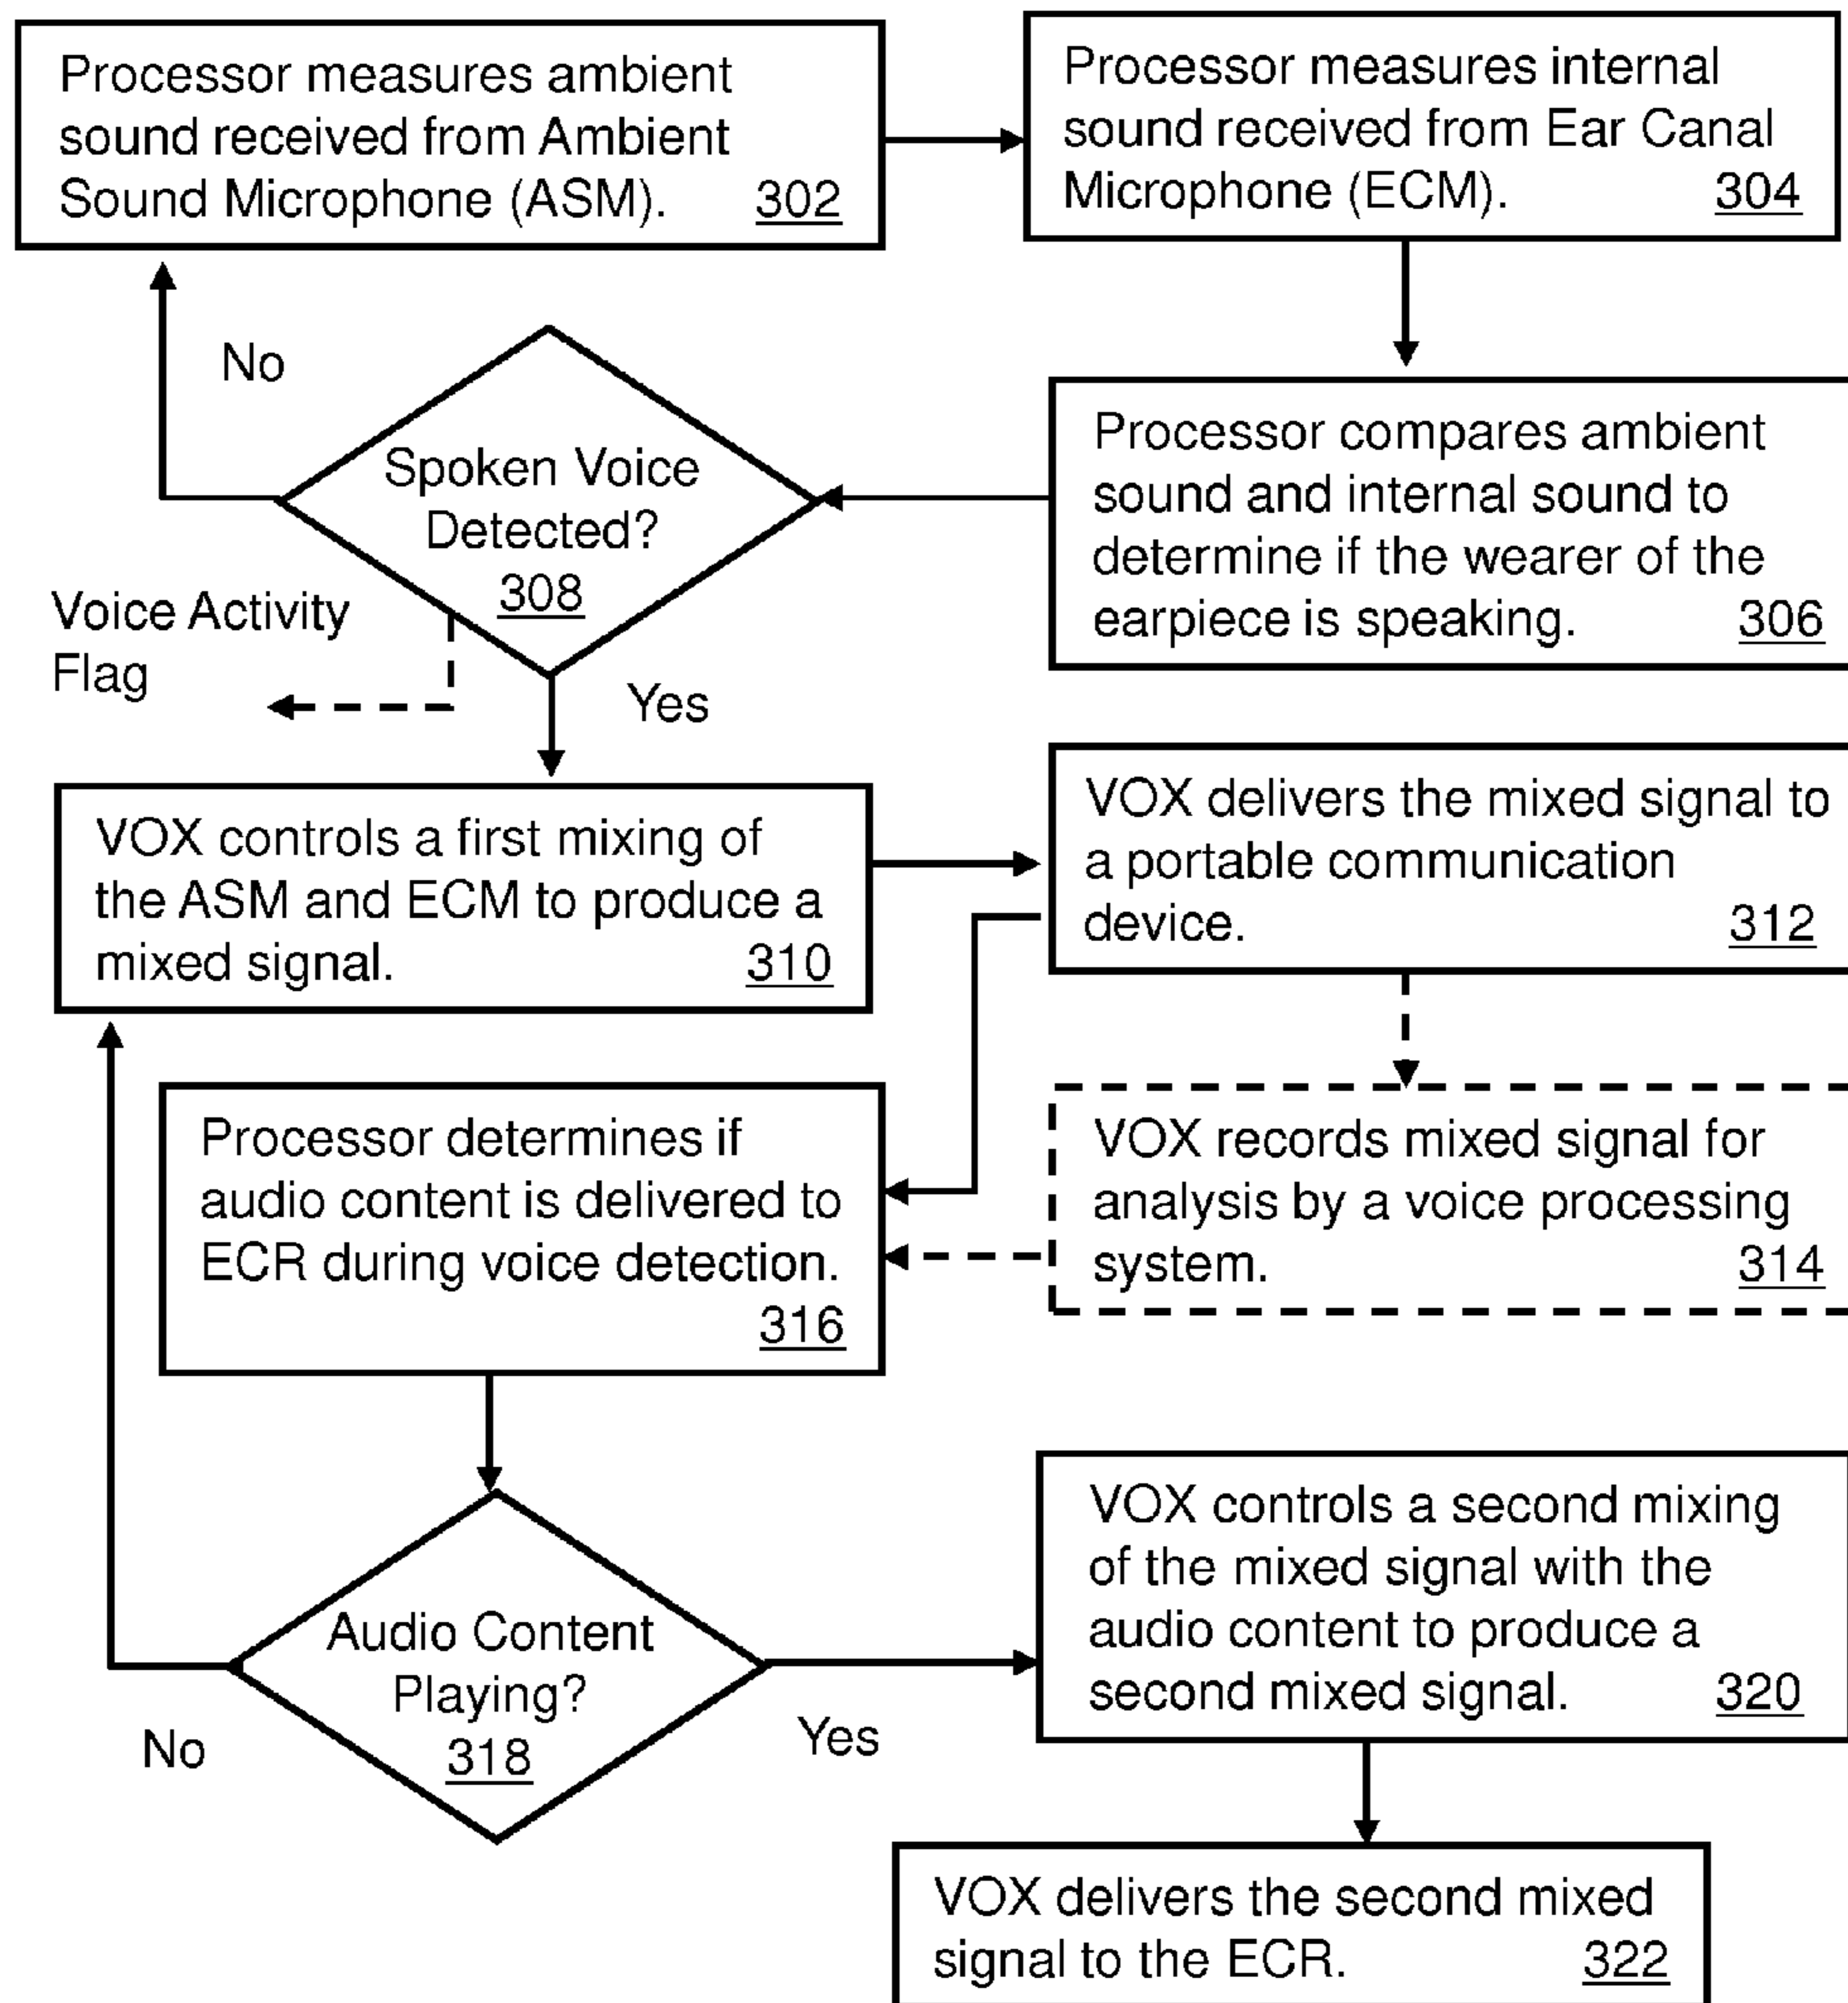 Processor measures ambient
sound received from Ambient
Sound Microphone (ASM). 302
Processor measures internal
sound received from Ear Canal
Microphone (ECM). 304
Processor compares ambient
sound and internal sound to
determine if the wearer of the
earpiece is speaking. 306
No
Spoken Voice
Detected?
308
Voice Activity
Flag
Yes
VOX controls a first mixing of
the ASM and ECM to produce a
mixed signal. 310
VOX delivers the mixed signal to
a portable communication
device. 312
VOX records mixed signal for
analysis by a voice processing
system. 314
Processor determines if
audio content is delivered to
ECR during voice detection.
316
Audio Content
Playing?
318
No
Yes
VOX controls a second mixing
of the mixed signal with the
audio content to produce a
second mixed signal. 320
VOX delivers the second mixed
signal to the ECR. 322